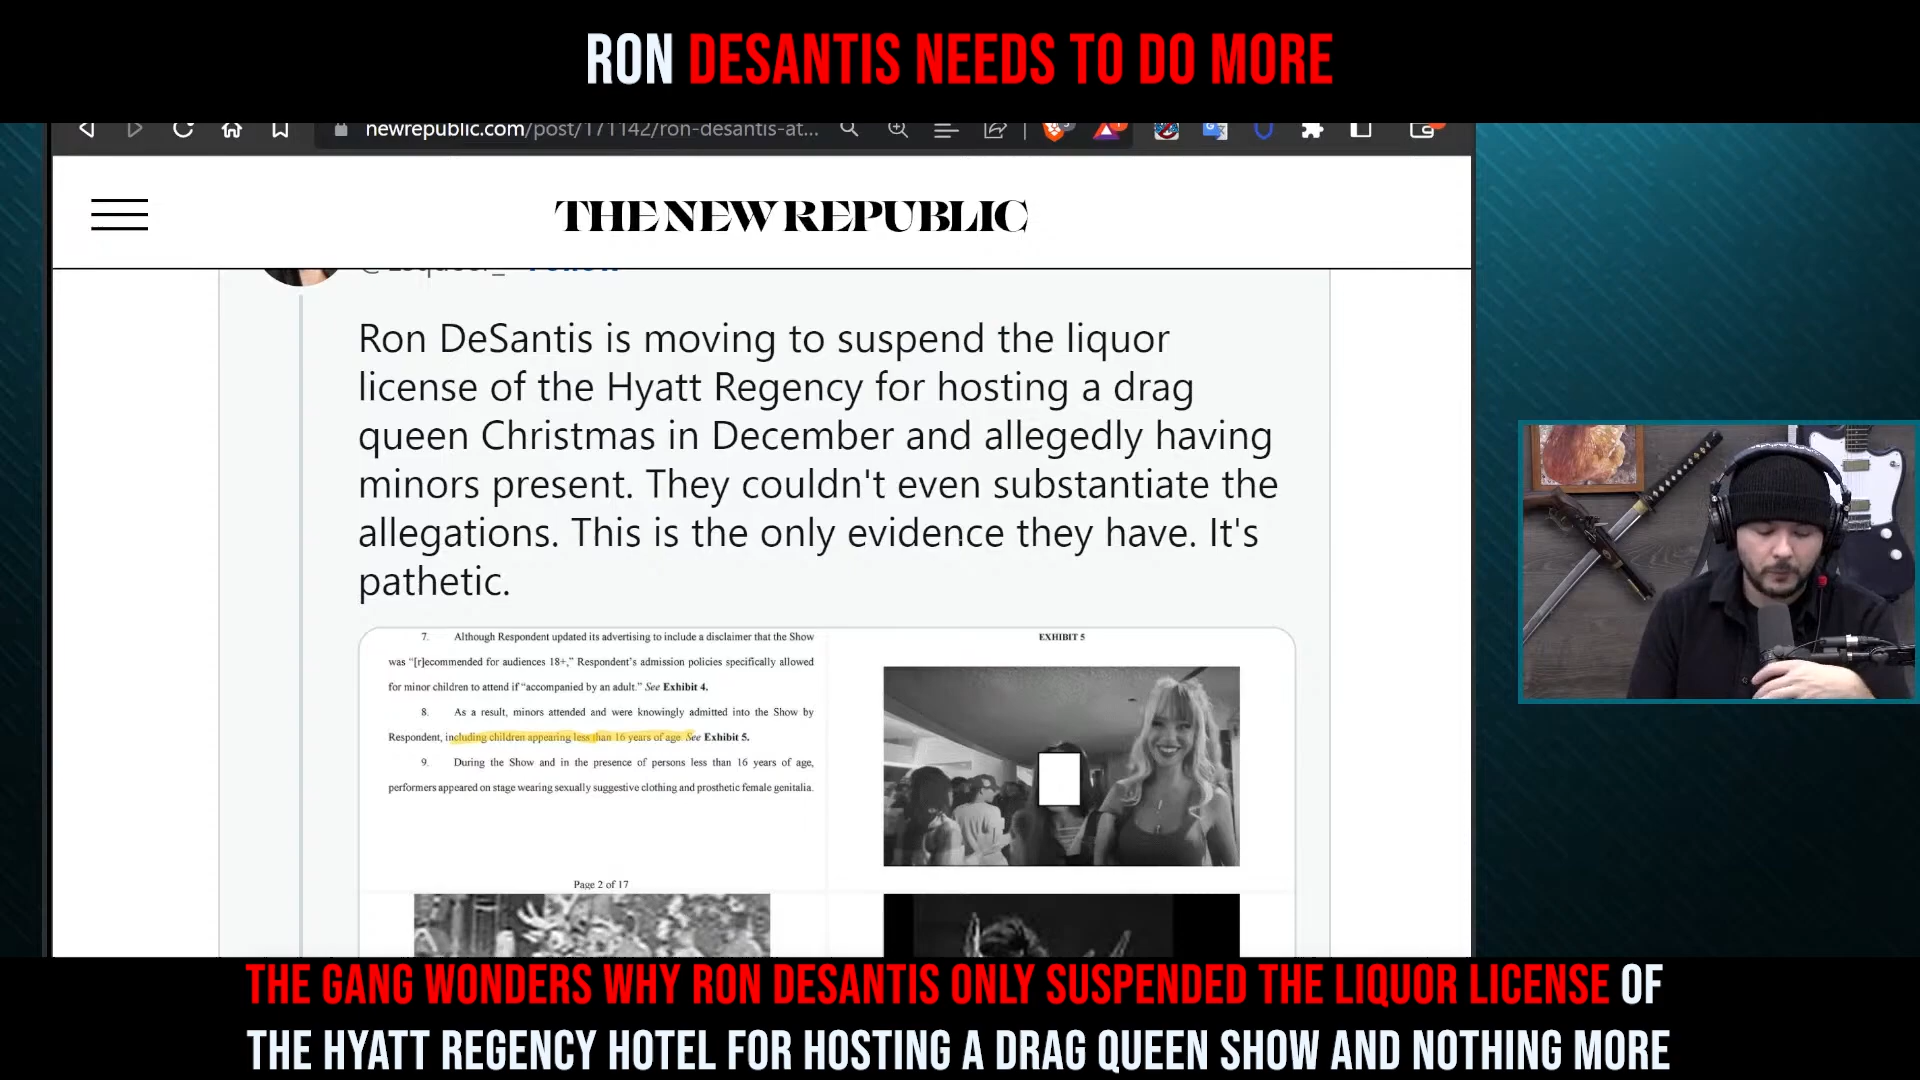 RON DESANTIS NEEDS TO DO MORE
newrepublic.com/post/171142/ron-desantis-at...
THE NEW REPUBLIC
Follow
Ron DeSantis is moving to suspend the liquor
license of the Hyatt Regency for hosting a drag
queen Christmas in December and allegedly having
minors present. They couldn't even substantiate the
allegations. This is the only evidence they have. It's
pathetic.
7. Although Respondent updated its advertising to include a disclaimer that the Show
was “[r]ecommended for audiences 18+,” Respondent’s admission policies specifically allowed
for minor children to attend if “accompanied by an adult.” See Exhibit 4.
8. As a result, minors attended and were knowingly admitted into the Show by
Respondent, including children appearing less than 16 years of age. See Exhibit 5.
9. During the Show and in the presence of persons less than 16 years of age,
performers appeared on stage wearing sexually suggestive clothing and prosthetic female genitalia.
Page 2 of 17
EXHIBIT 5
THE GANG WONDERS WHY RON DESANTIS ONLY SUSPENDED THE LIQUOR LICENSE OF
THE HYATT REGENCY HOTEL FOR HOSTING A DRAG QUEEN SHOW AND NOTHING MORE